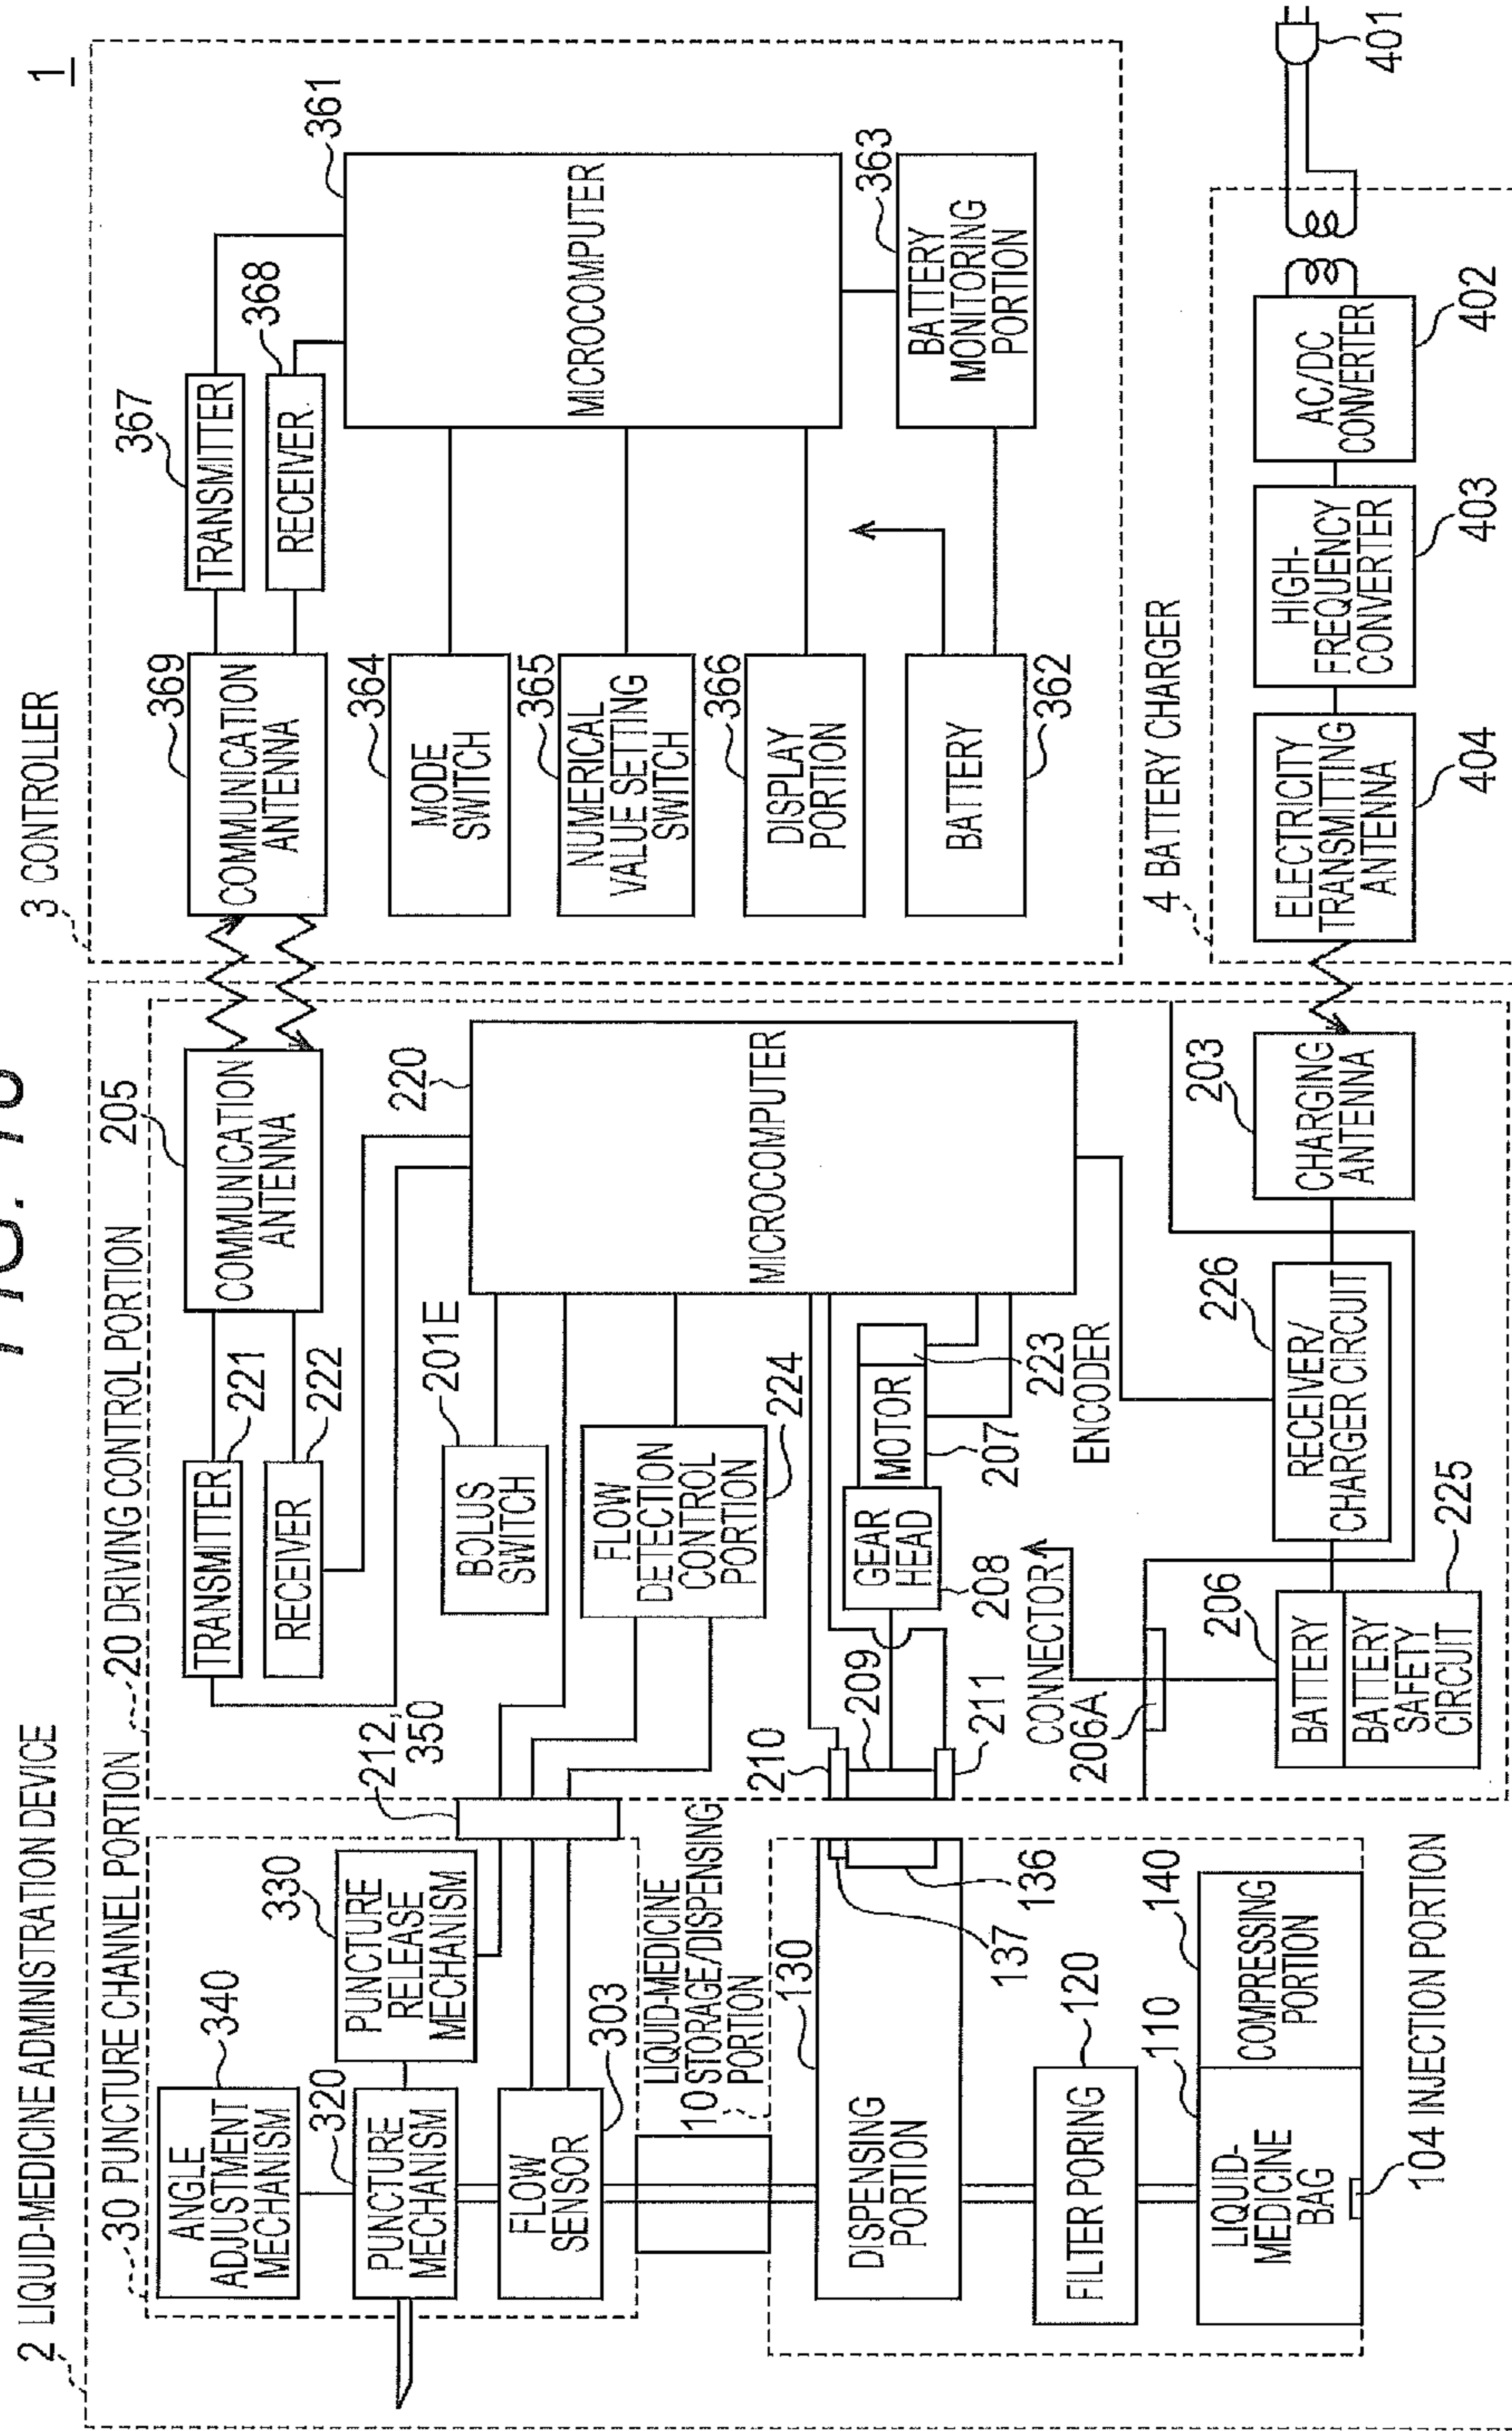 1
2 LIQUID-MEDICINE ADMINISTRATION DEVICE
30 PUNCTURE CHANNEL PORTION
ANGLE
ADJUSTMENT
MECHANISM
340
320
PUNCTURE
MECHANISM
330
PUNCTURE
RELEASE
MECHANISM
FLOW
SENSOR
303
212,
350
LIQUID-MEDICINE
10 STORAGE/DISPENSING
PORTION
130
DISPENSING
PORTION
137
136
120
FILTER PORING
110
LIQUID-
MEDICINE
BAG
140
COMPRESSING
PORTION
104 INJECTION PORTION
20 DRIVING CONTROL PORTION
205
COMMUNICATION
ANTENNA
TRANSMITTER
221
RECEIVER
222
220
MICROCOMPUTER
201E
BOLUS
SWITCH
FLOW
DETECTION
CONTROL
PORTION
224
GEAR
HEAD
MOTOR
208
207
223
ENCODER
210
209
211
CONNECTOR
206A
206
BATTERY
BATTERY
SAFETY
CIRCUIT
225
226
RECEIVER/
CHARGER CIRCUIT
203
CHARGING
ANTENNA
3 CONTROLLER
369
COMMUNICATION
ANTENNA
367
TRANSMITTER
368
RECEIVER
361
MICROCOMPUTER
364
MODE
SWITCH
365
NUMERICAL
VALUE SETTING
SWITCH
366
DISPLAY
PORTION
BATTERY
362
363
BATTERY
MONITORING
PORTION
4 BATTERY CHARGER
ELECTRICITY
TRANSMITTING
ANTENNA
404
HIGH-
FREQUENCY
CONVERTER
403
AC/DC
CONVERTER
402
401